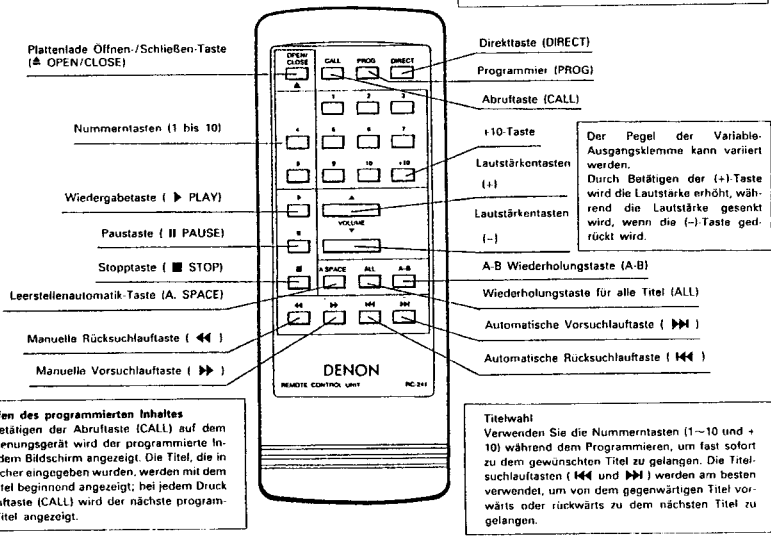 Plattenlade Öffnen-/Schließen-Taste
(≜ OPEN/CLOSE)
Nummerntasten (1 bis 10)
Wiedergabetaste ( ▶ PLAY)
Paustaste ( II PAUSE)
Stopptaste ( ■ STOP)
Leerstellenautomatik-Taste (A. SPACE)
Manuelle Rücksuchlauftaste ( ◀◀ )
Manuelle Vorsuchlauftaste ( ▶▶ )
OPEN/
CLOSE
CALL
PROG
DIRECT
1 2 3
4 5 6 7
8 9 10 +10
VOLUME
A.SPACE ALL A-B
DENON
REMOTE CONTROL UNIT RC-241
Direkttaste (DIRECT)
Programmier (PROG)
Abruftaste (CALL)
+10-Taste
Lautstärkentasten
(+)
Lautstärkentasten
(−)
A-B Wiederholungstaste (A-B)
Wiederholungstaste für alle Titel (ALL)
Automatische Vorsuchlauftaste ( ▶▶I )
Automatische Rücksuchlauftaste ( I◀◀ )
Der Pegel der Variable-
Ausgangsklemme kann variiert
werden.
Durch Betätigen der (+)-Taste
wird die Lautstärke erhöht, wäh-
rend die Lautstärke gesenkt
wird, wenn die (−)-Taste ged-
rückt wird.
fen des programmierten Inhaltes
etätigen der Abruftaste (CALL) auf dem
enungsgerät wird der programmierte In-
dem Bildschirm angezeigt. Die Titel, die in
cher eingegeben wurden, werden mit dem
tel beginnend angezeigt; bei jedem Druck
uftaste (CALL) wird der nächste program-
Titel angezeigt.
Titelwahl
Verwenden Sie die Nummerntasten (1~10 und +
10) während dem Programmieren, um fast sofort
zu dem gewünschten Titel zu gelangen. Die Titel-
suchlauftasten ( I◀◀ und ▶▶I ) werden am besten
verwendet, um von dem gegenwärtigen Titel vor-
wärts oder rückwärts zu dem nächsten Titel zu
gelangen.